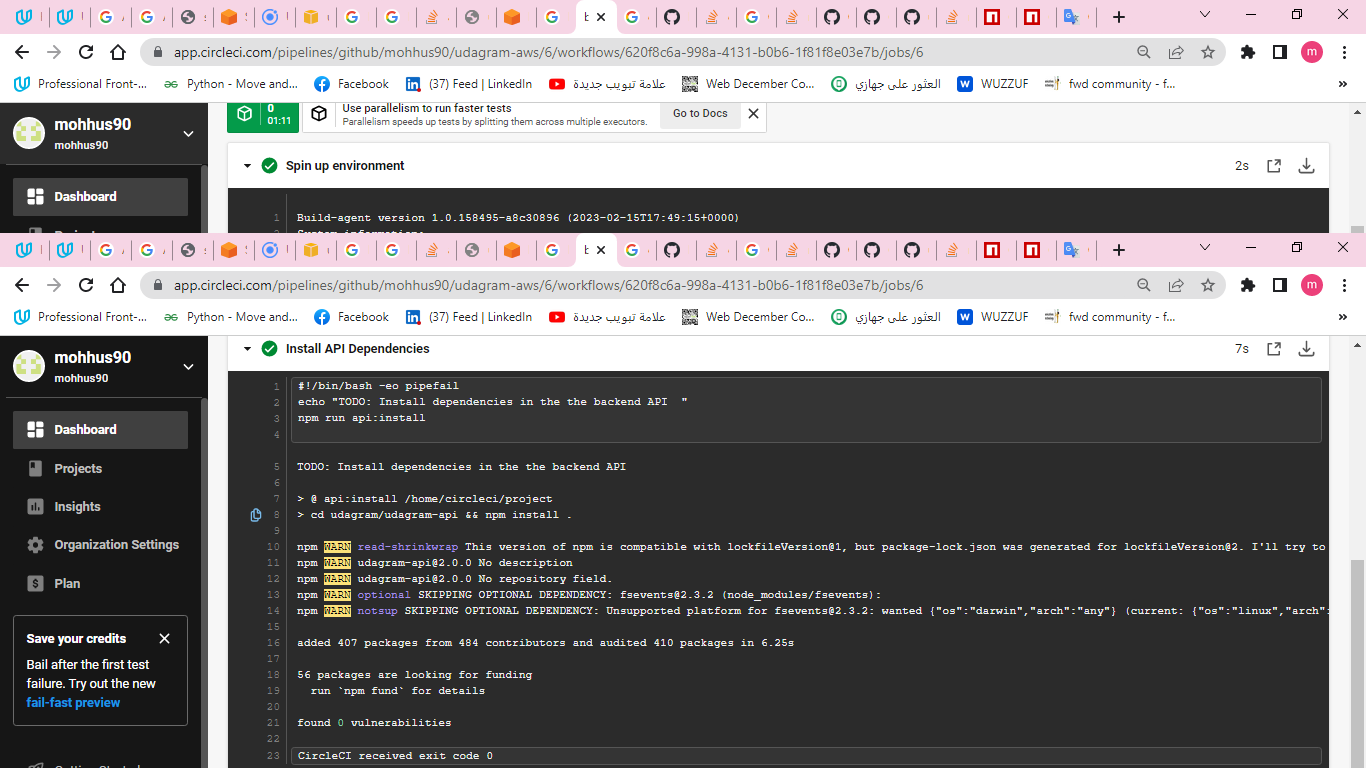 app.circleci.com/pipelines/github/mohhus90/udagram-aws/6/workflows/620f8c6a-998a-4131-b0b6-1f81f8e03e7b/jobs/6
m
Professional Front-...
Python - Move and...
Facebook
(37) Feed | LinkedIn
علامة تبويب جديدة
Web December Co...
العثور على جهازي
WUZZUF
fwd community - f...
»
mohhus90
mohhus90
Dashboard
0
01:11
Use parallelism to run faster tests
Parallelism speeds up tests by splitting them across multiple executors.
Go to Docs
Spin up environment
2s
1 Build-agent version 1.0.158495-a8c30896 (2023-02-15T17:49:15+0000)
app.circleci.com/pipelines/github/mohhus90/udagram-aws/6/workflows/620f8c6a-998a-4131-b0b6-1f81f8e03e7b/jobs/6
m
Professional Front-...
Python - Move and...
Facebook
(37) Feed | LinkedIn
علامة تبويب جديدة
Web December Co...
العثور على جهازي
WUZZUF
fwd community - f...
»
mohhus90
mohhus90
Dashboard
Projects
Insights
Organization Settings
Plan
Save your credits
Bail after the first test
failure. Try out the new
fail-fast preview
Install API Dependencies
7s
1 #!/bin/bash -eo pipefail
2 echo "TODO: Install dependencies in the the backend API  "
3 npm run api:install
4
5 TODO: Install dependencies in the the backend API
6
7 > @ api:install /home/circleci/project
8 > cd udagram/udagram-api && npm install .
9
10 npm WARN read-shrinkwrap This version of npm is compatible with lockfileVersion@1, but package-lock.json was generated for lockfileVersion@2. I'll try to
11 npm WARN udagram-api@2.0.0 No description
12 npm WARN udagram-api@2.0.0 No repository field.
13 npm WARN optional SKIPPING OPTIONAL DEPENDENCY: fsevents@2.3.2 (node_modules/fsevents):
14 npm WARN notsup SKIPPING OPTIONAL DEPENDENCY: Unsupported platform for fsevents@2.3.2: wanted {"os":"darwin","arch":"any"} (current: {"os":"linux","arch":
15
16 added 407 packages from 484 contributors and audited 410 packages in 6.25s
17
18 56 packages are looking for funding
19 run `npm fund` for details
20
21 found 0 vulnerabilities
22
23 CircleCI received exit code 0